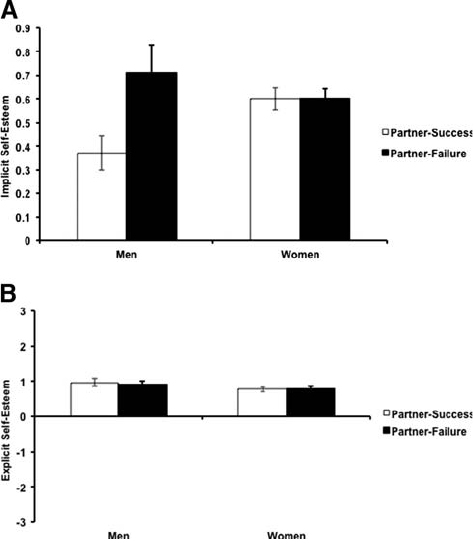 A
0.9
0.8
0.7
0.6
0.5
0.4
0.3
0.2
0.1
0
Implicit Self-Esteem
Men
Women
Partner-Success
Partner-Failure
B
3
2
1
0
-1
-2
-3
Explicit Self-Esteem
Men
Women
Partner-Success
Partner-Failure